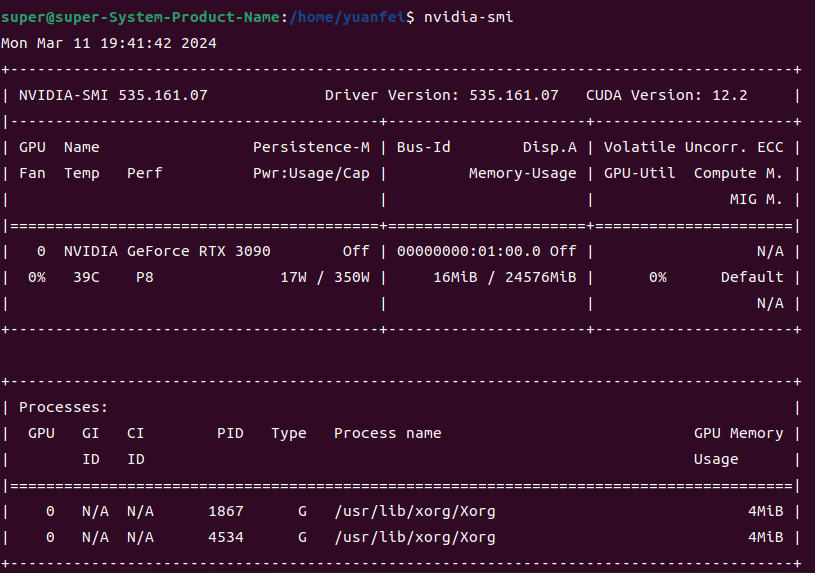 super@super-System-Product-Name:/home/yuanfei$ nvidia-smi
Mon Mar 11 19:41:42 2024
+---------------------------------------------------------------------------------------+
| NVIDIA-SMI 535.161.07             Driver Version: 535.161.07   CUDA Version: 12.2     |
|-----------------------------------------+----------------------+----------------------+
| GPU  Name                 Persistence-M | Bus-Id        Disp.A | Volatile Uncorr. ECC |
| Fan  Temp   Perf          Pwr:Usage/Cap |         Memory-Usage | GPU-Util  Compute M. |
|                                         |                      |               MIG M. |
|=========================================+======================+======================|
|   0  NVIDIA GeForce RTX 3090        Off | 00000000:01:00.0 Off |                  N/A |
|  0%   39C    P8              17W / 350W |     16MiB / 24576MiB |      0%      Default |
|                                         |                      |                  N/A |
+-----------------------------------------+----------------------+----------------------+

+---------------------------------------------------------------------------------------+
| Processes:                                                                            |
|  GPU   GI   CI        PID   Type   Process name                            GPU Memory |
|        ID   ID                                                             Usage      |
|=======================================================================================|
|    0   N/A  N/A      1867      G   /usr/lib/xorg/Xorg                            4MiB |
|    0   N/A  N/A      4534      G   /usr/lib/xorg/Xorg                            4MiB |
+---------------------------------------------------------------------------------------+